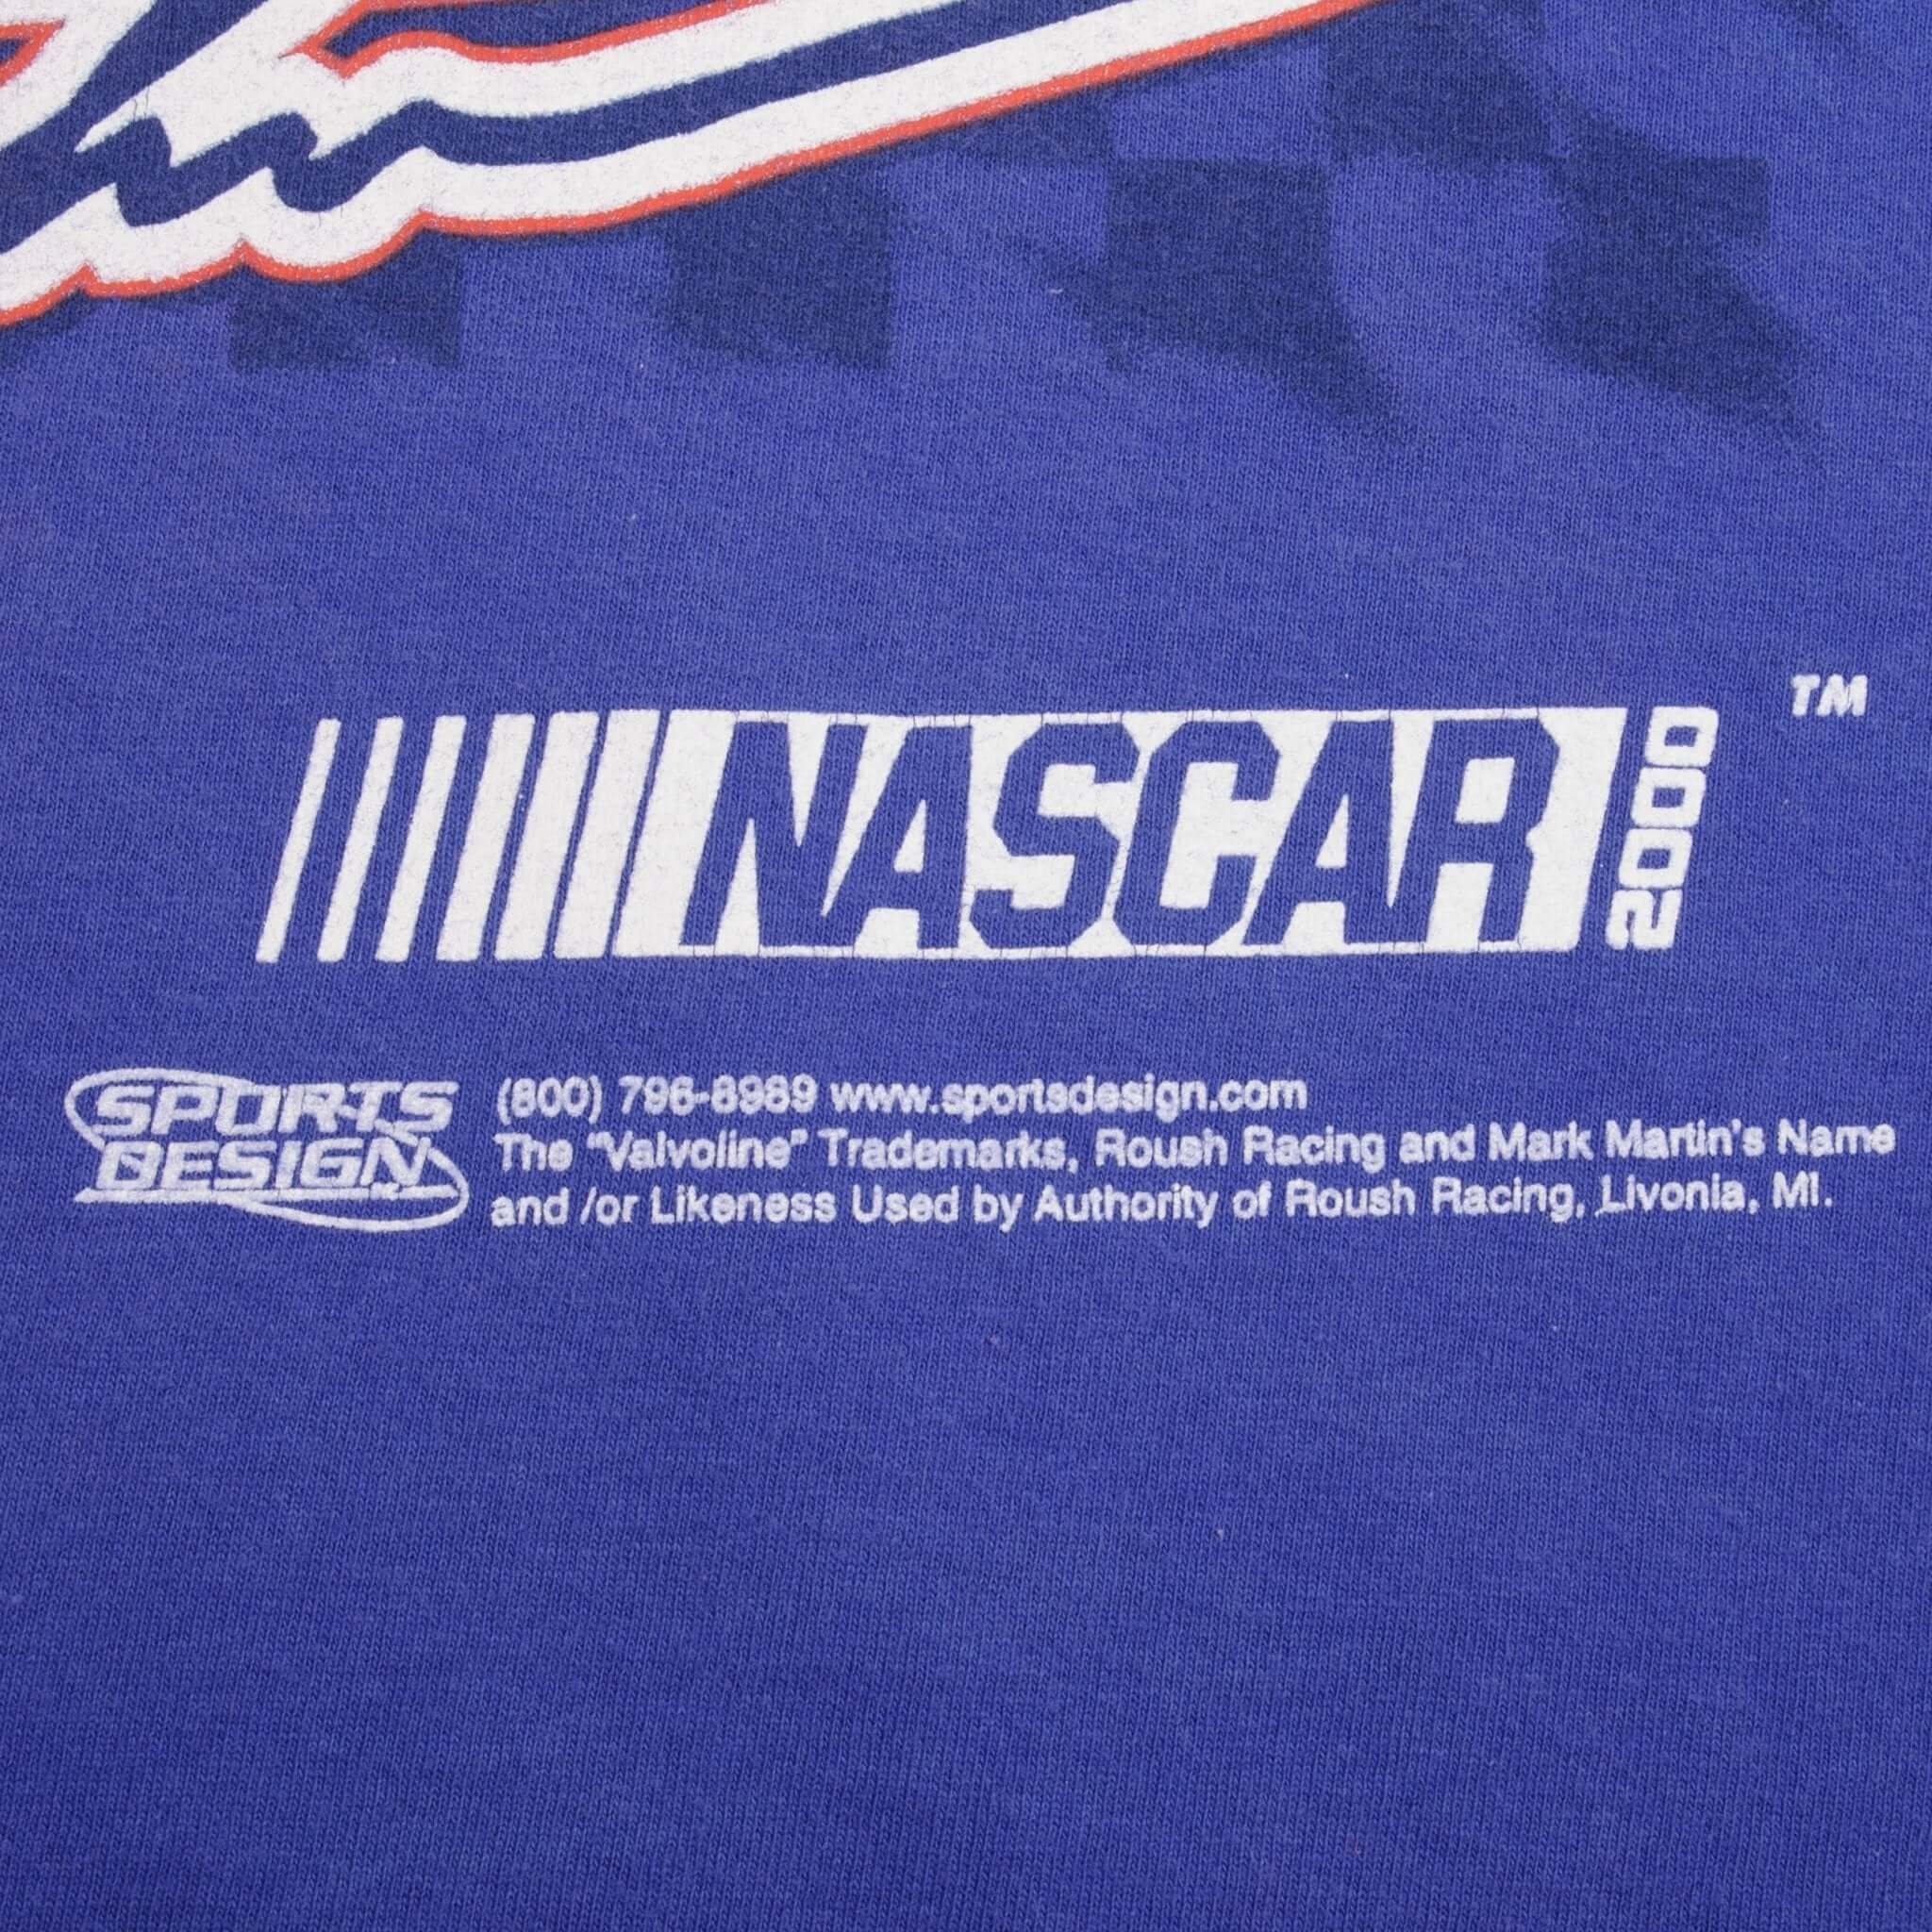 NASCAR 2000 TM
SPORTS
DESIGN
(800) 796-8989 www.sportsdesign.com
The "Valvoline" Trademarks, Roush Racing and Mark Martin's Name
and /or Likeness Used by Authority of Roush Racing, Livonia, MI.